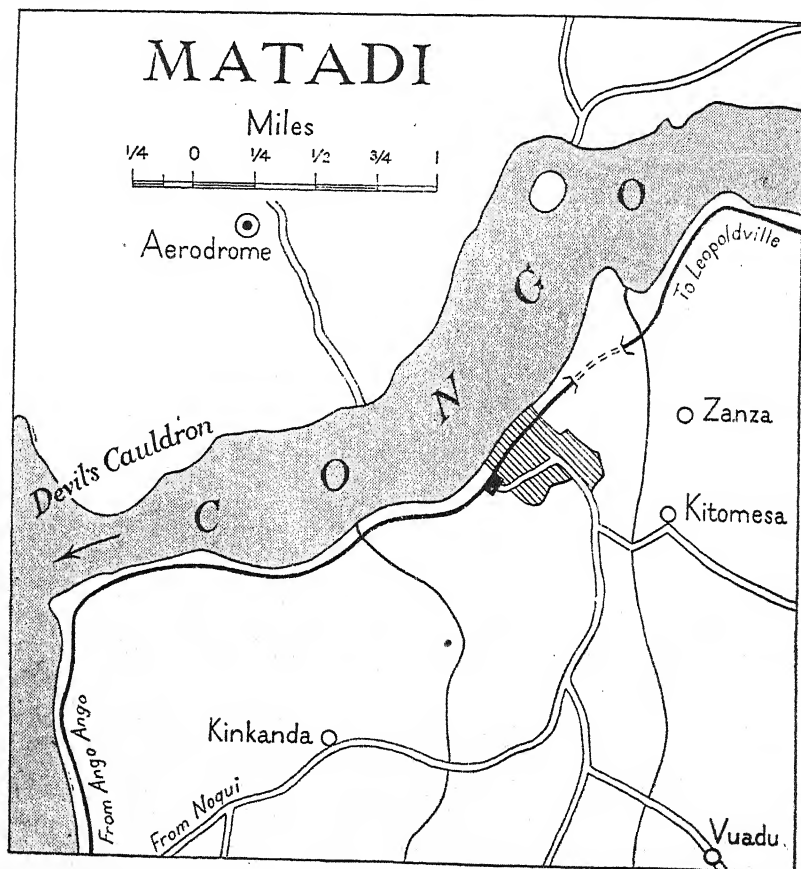 MATADI
Miles
1/4 0 1/4 1/2 3/4 1
Aerodrome
CONGO
To Leopoldville
Devil's Cauldron
Zanza
Kitomesa
Kinkanda
From Ango Ango
From Noqui
Vuadu